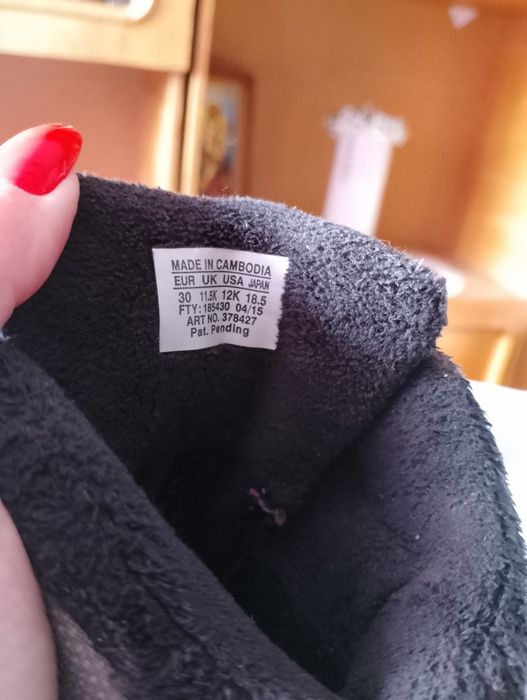 MADE IN CAMBODIA
EUR UK USA JAPAN
30 11.5K 12K 18.5
FTY: 185430 04/15
ART NO. 378427
Pat. Pending